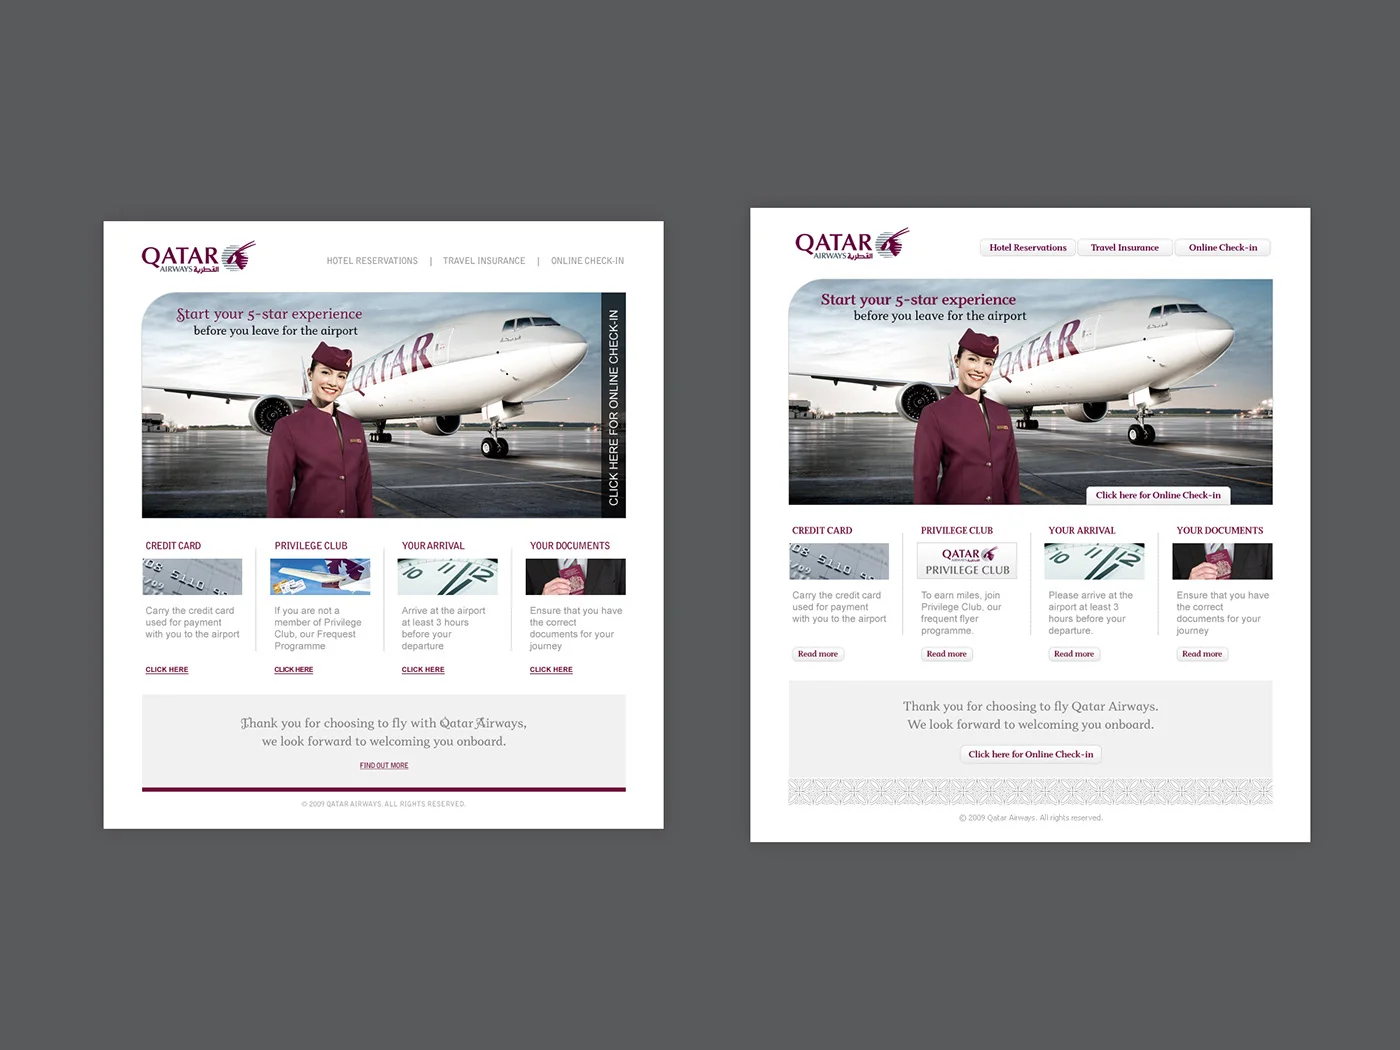 QATAR
AIRWAYS القطرية
HOTEL RESERVATIONS | TRAVEL INSURANCE | ONLINE CHECK-IN
Start your 5-star experience
before you leave for the airport
QATAR
CLICK HERE FOR ONLINE CHECK-IN
CREDIT CARD
Carry the credit card
used for payment
with you to the airport
CLICK HERE
PRIVILEGE CLUB
If you are not a
member of Privilege
Club, our Frequest
Programme
CLICK HERE
YOUR ARRIVAL
10 11 12
Arrive at the airport
at least 3 hours
before your
departure
CLICK HERE
YOUR DOCUMENTS
Ensure that you have
the correct
documents for your
journey
CLICK HERE
Thank you for choosing to fly with Qatar Airways,
we look forward to welcoming you onboard.
FIND OUT MORE
© 2009 QATAR AIRWAYS. ALL RIGHTS RESERVED.
QATAR
AIRWAYS القطرية
Hotel Reservations Travel Insurance Online Check-in
Start your 5-star experience
before you leave for the airport
QATAR
Click here for Online Check-in
CREDIT CARD
Carry the credit card
used for payment
with you to the airport
Read more
PRIVILEGE CLUB
QATAR
PRIVILEGE CLUB
To earn miles, join
Privilege Club, our
frequent flyer
programme.
Read more
YOUR ARRIVAL
10 11 12
Please arrive at the
airport at least 3
hours before your
departure.
Read more
YOUR DOCUMENTS
Ensure that you have
the correct
documents for your
journey
Read more
Thank you for choosing to fly Qatar Airways.
We look forward to welcoming you onboard.
Click here for Online Check-in
© 2009 Qatar Airways. All rights reserved.